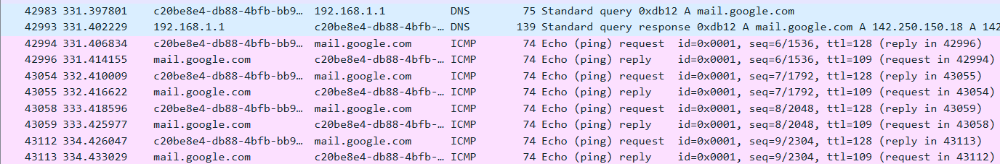 42983 331.397801 c20be8e4-db88-4bfb-bb9… 192.168.1.1 DNS 75 Standard query 0xdb12 A mail.google.com
42993 331.402229 192.168.1.1 c20be8e4-db88-4bfb-… DNS 139 Standard query response 0xdb12 A mail.google.com A 142.250.150.18 A 142
42994 331.406834 c20be8e4-db88-4bfb-bb9… mail.google.com ICMP 74 Echo (ping) request id=0x0001, seq=6/1536, ttl=128 (reply in 42996)
42996 331.414155 mail.google.com c20be8e4-db88-4bfb-… ICMP 74 Echo (ping) reply id=0x0001, seq=6/1536, ttl=109 (request in 42994)
43054 332.410009 c20be8e4-db88-4bfb-bb9… mail.google.com ICMP 74 Echo (ping) request id=0x0001, seq=7/1792, ttl=128 (reply in 43055)
43055 332.416622 mail.google.com c20be8e4-db88-4bfb-… ICMP 74 Echo (ping) reply id=0x0001, seq=7/1792, ttl=109 (request in 43054)
43058 333.418596 c20be8e4-db88-4bfb-bb9… mail.google.com ICMP 74 Echo (ping) request id=0x0001, seq=8/2048, ttl=128 (reply in 43059)
43059 333.425977 mail.google.com c20be8e4-db88-4bfb-… ICMP 74 Echo (ping) reply id=0x0001, seq=8/2048, ttl=109 (request in 43058)
43112 334.426047 c20be8e4-db88-4bfb-bb9… mail.google.com ICMP 74 Echo (ping) request id=0x0001, seq=9/2304, ttl=128 (reply in 43113)
43113 334.433029 mail.google.com c20be8e4-db88-4bfb-… ICMP 74 Echo (ping) reply id=0x0001, seq=9/2304, ttl=109 (request in 43112)